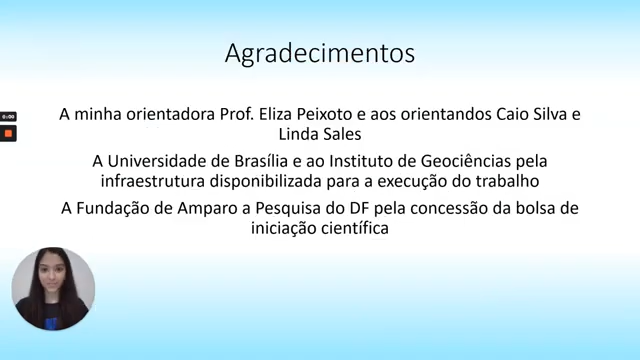 Agradecimentos
A minha orientadora Prof. Eliza Peixoto e aos orientandos Caio Silva e
Linda Sales
A Universidade de Brasília e ao Instituto de Geociências pela
infraestrutura disponibilizada para a execução do trabalho
A Fundação de Amparo a Pesquisa do DF pela concessão da bolsa de
iniciação científica